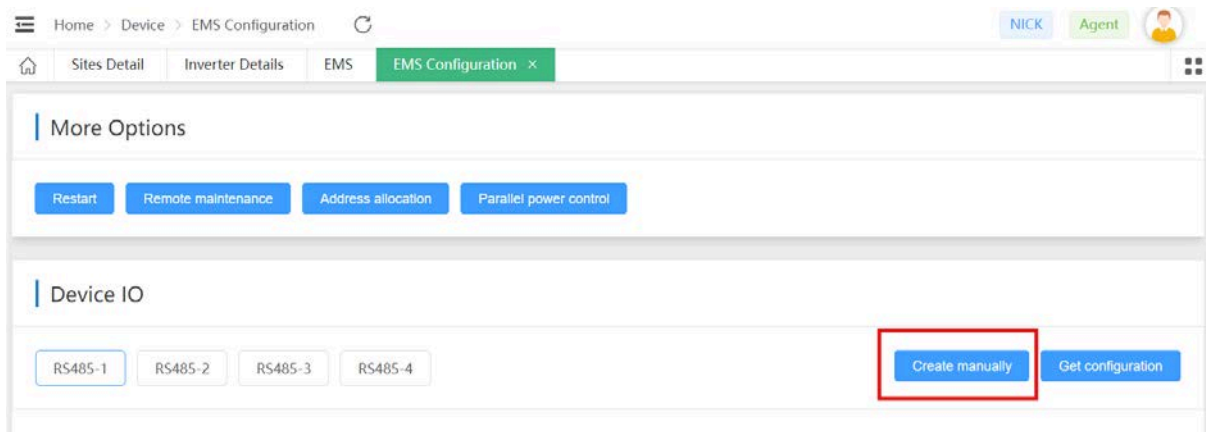 Home > Device > EMS Configuration NICK Agent
Sites Detail Inverter Details EMS EMS Configuration ×
More Options
Restart Remote maintenance Address allocation Parallel power control
Device IO
RS485-1 RS485-2 RS485-3 RS485-4 Create manually Get configuration